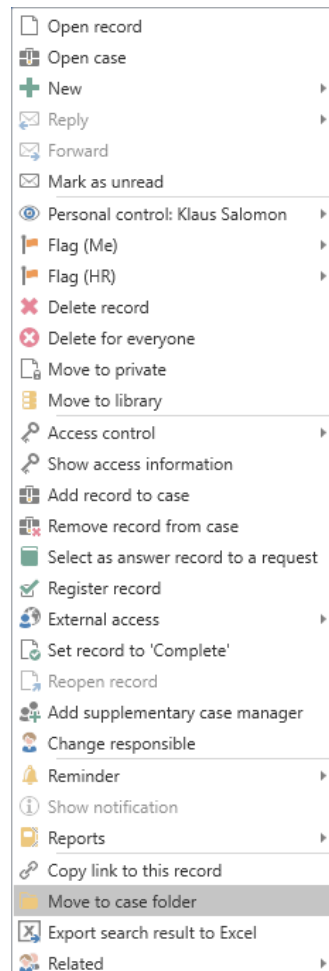 Open record
Open case
New
Reply
Forward
Mark as unread
Personal control: Klaus Salomon
Flag (Me)
Flag (HR)
Delete record
Delete for everyone
Move to private
Move to library
Access control
Show access information
Add record to case
Remove record from case
Select as answer record to a request
Register record
External access
Set record to 'Complete'
Reopen record
Add supplementary case manager
Change responsible
Reminder
Show notification
Reports
Copy link to this record
Move to case folder
Export search result to Excel
Related